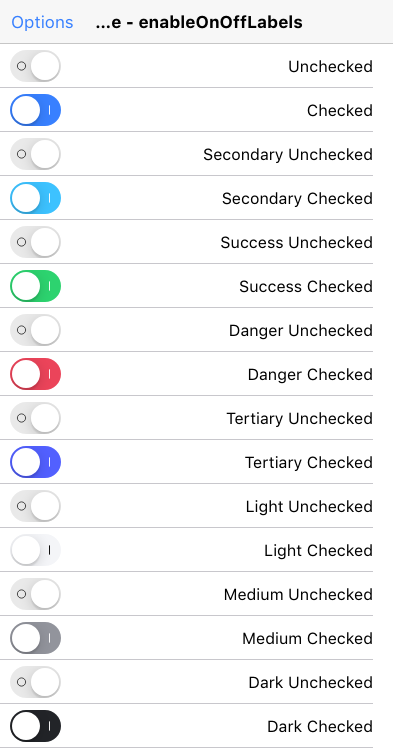 Options ...e - enableOnOffLabels
Unchecked
Checked
Secondary Unchecked
Secondary Checked
Success Unchecked
Success Checked
Danger Unchecked
Danger Checked
Tertiary Unchecked
Tertiary Checked
Light Unchecked
Light Checked
Medium Unchecked
Medium Checked
Dark Unchecked
Dark Checked